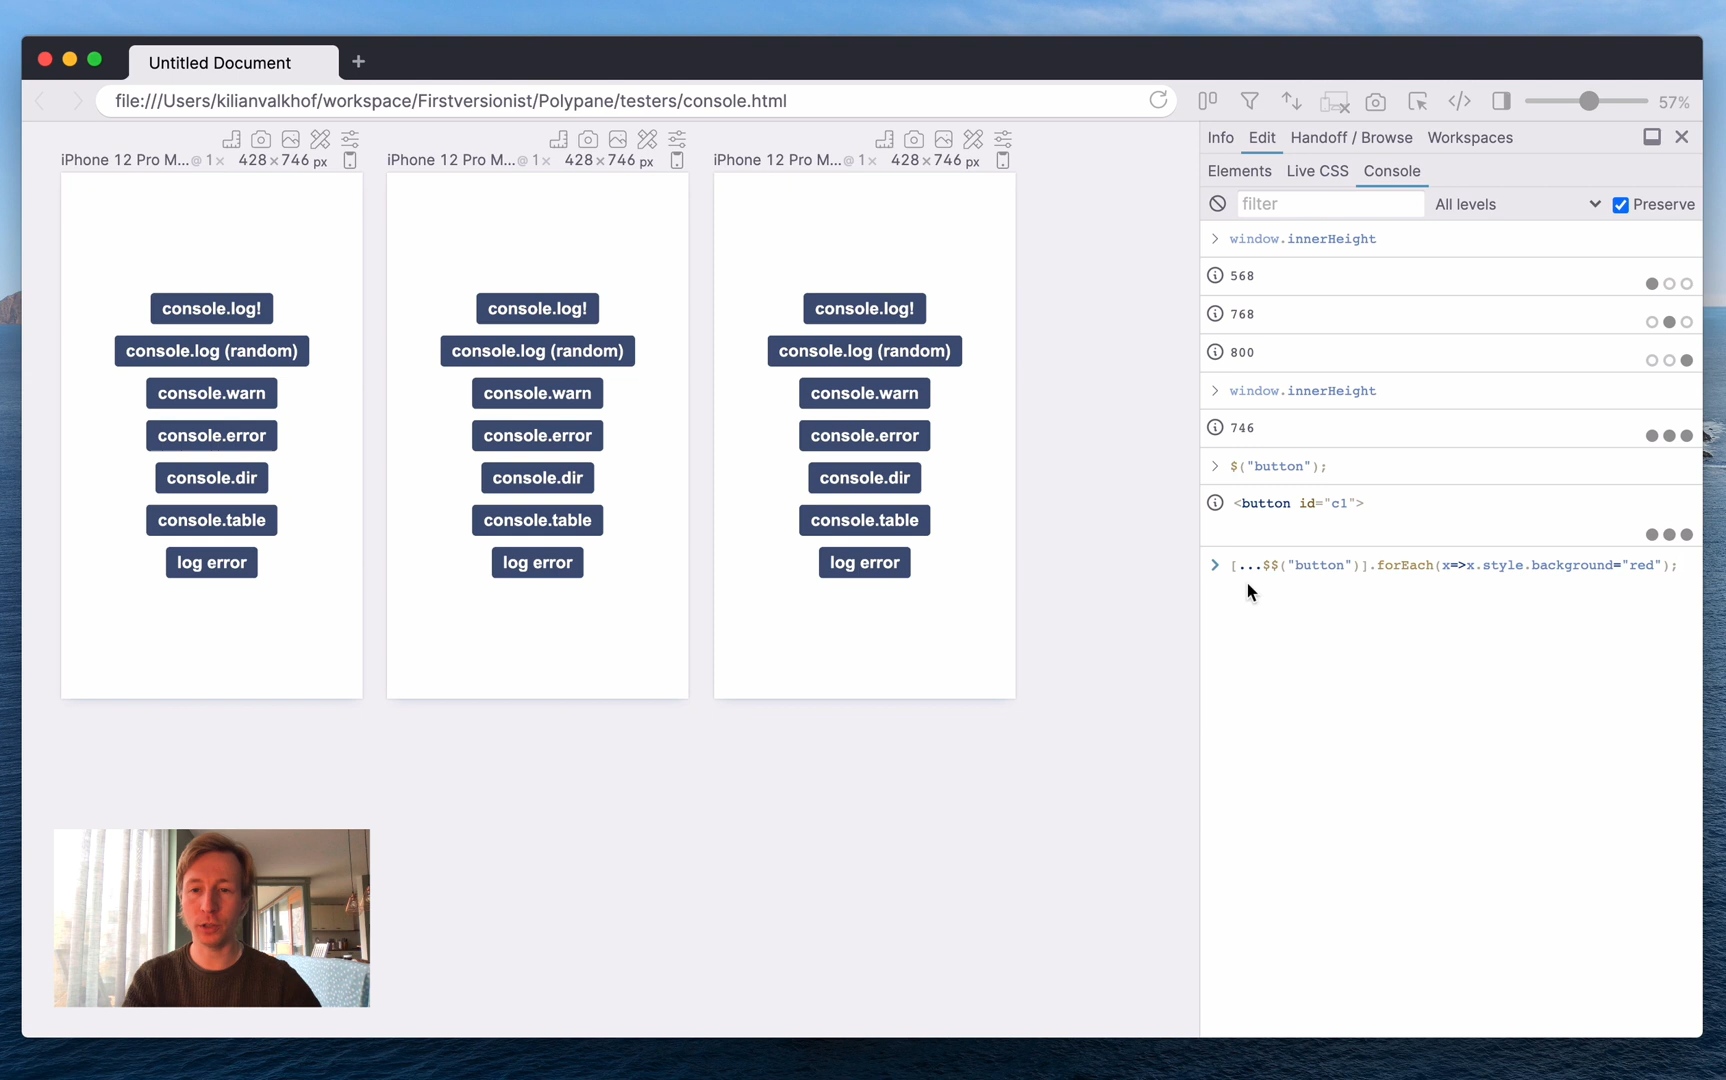 Untitled Document
+
file:///Users/kilianvalkhof/workspace/Firstversionist/Polypane/testers/console.html
57%
iPhone 12 Pro M...@ 1× 428×746 px
iPhone 12 Pro M...@ 1× 428×746 px
iPhone 12 Pro M...@ 1× 428×746 px
console.log!
console.log (random)
console.warn
console.error
console.dir
console.table
log error
console.log!
console.log (random)
console.warn
console.error
console.dir
console.table
log error
console.log!
console.log (random)
console.warn
console.error
console.dir
console.table
log error
Info Edit Handoff / Browse Workspaces
Elements Live CSS Console
filter All levels Preserve
window.innerHeight
568
768
800
window.innerHeight
746
$("button");
<button id="c1">
[...$$("button")].forEach(x=>x.style.background="red");